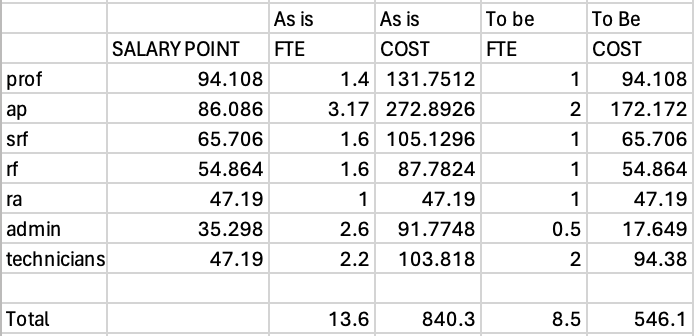 As is As is To be To Be
SALARY POINT FTE COST FTE COST
prof 94.108 1.4 131.7512 1 94.108
ap 86.086 3.17 272.8926 2 172.172
srf 65.706 1.6 105.1296 1 65.706
rf 54.864 1.6 87.7824 1 54.864
ra 47.19 1 47.19 1 47.19
admin 35.298 2.6 91.7748 0.5 17.649
technicians 47.19 2.2 103.818 2 94.38
Total 13.6 840.3 8.5 546.1